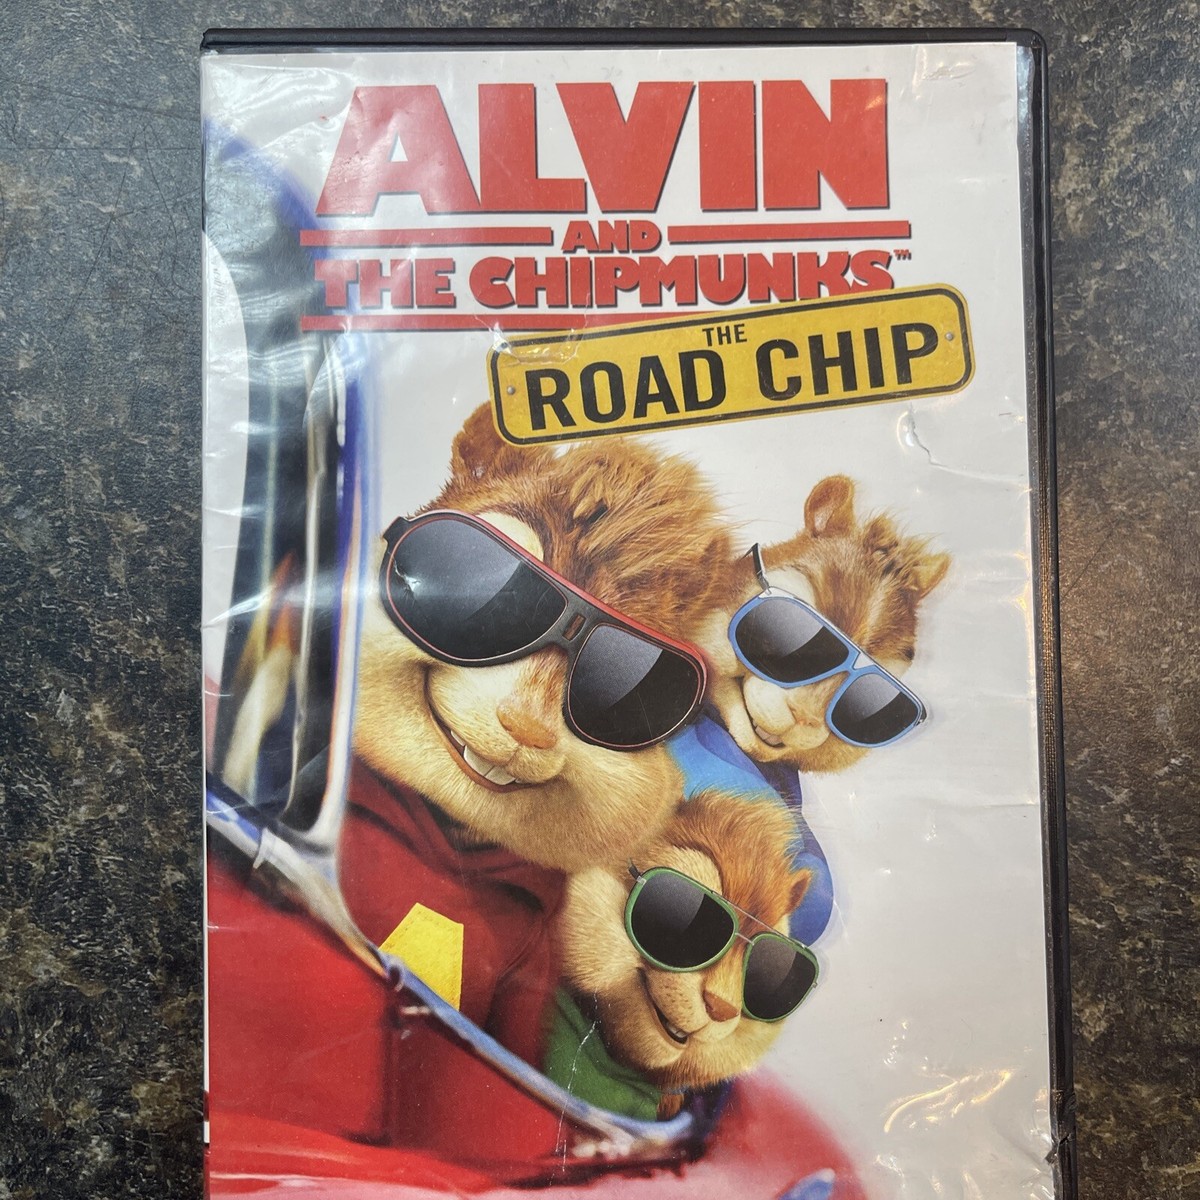 ALVIN
AND
THE CHIPMUNKS™
THE
ROAD CHIP